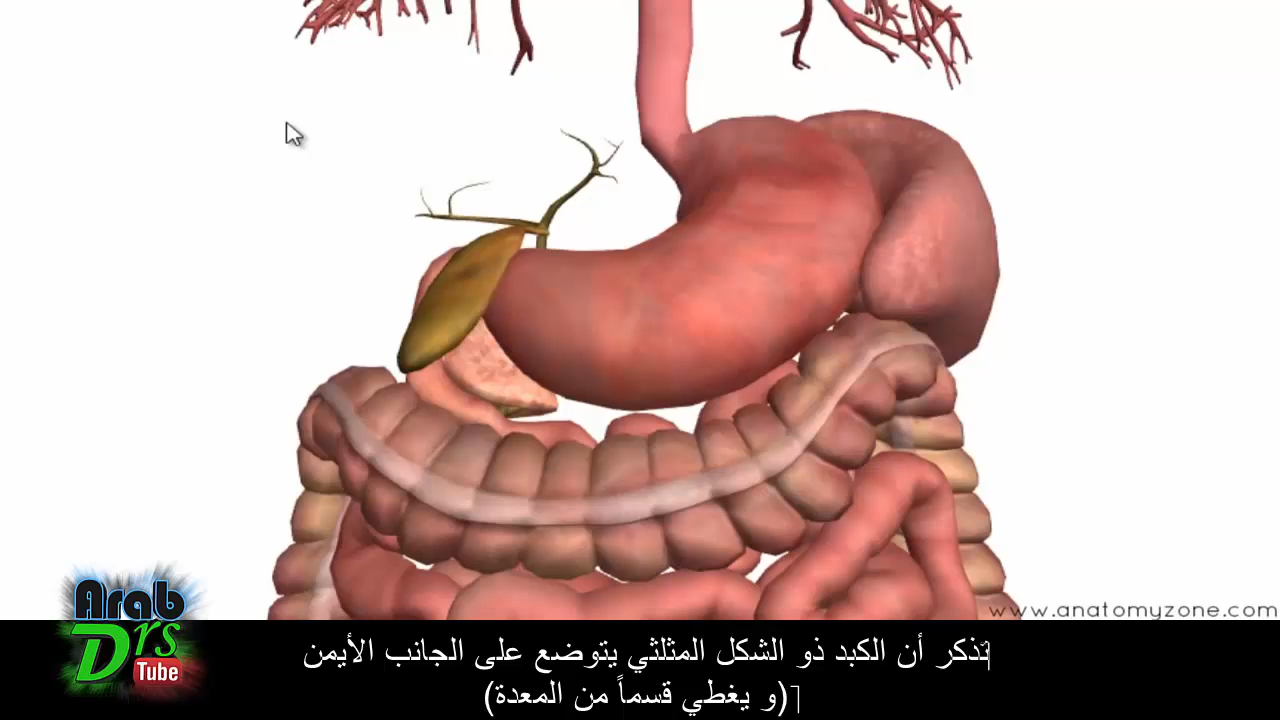 www.anatomyzone.com
Arab
Drs
Tube
تذكر أن الكبد ذو الشكل المثلثي يتوضع على الجانب الأيمن
(و يغطي قسماً من المعدة)